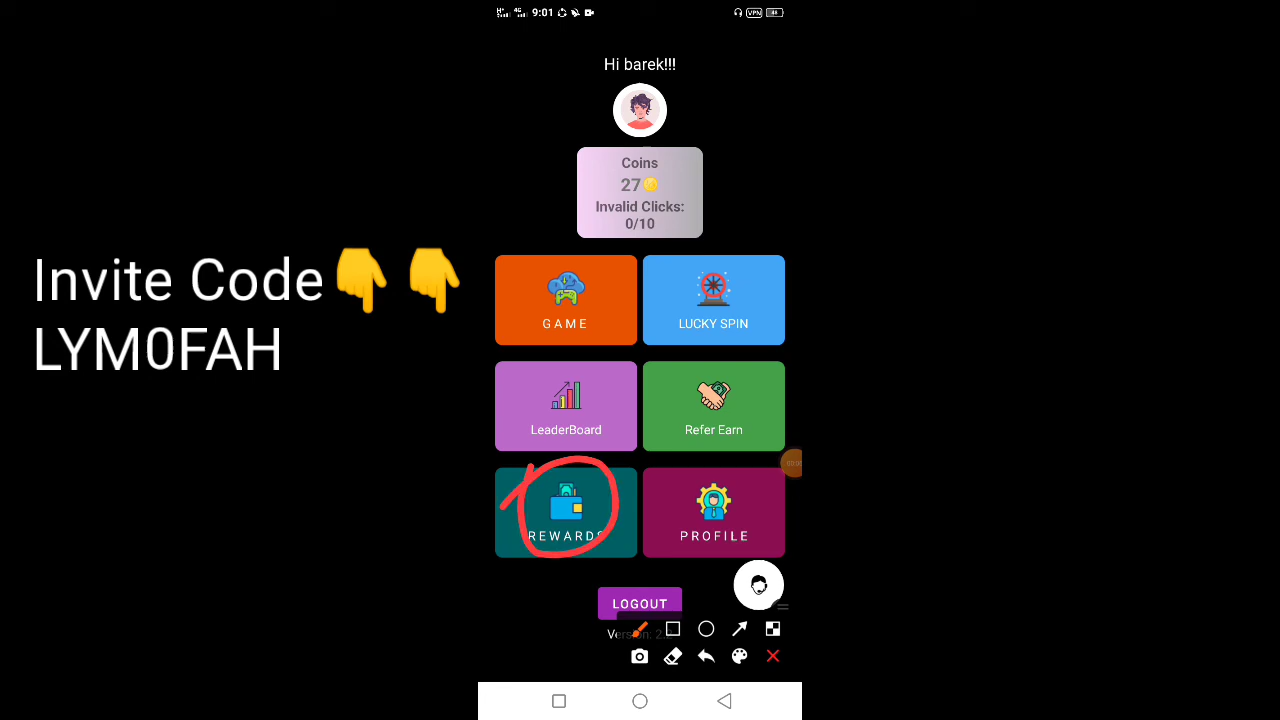 9:01
VPN
Hi barek!!!
Coins
27
Invalid Clicks:
0/10
Invite Code👇👇
LYM0FAH
GAME
LUCKY SPIN
LeaderBoard
Refer Earn
REWARDS
PROFILE
LOGOUT